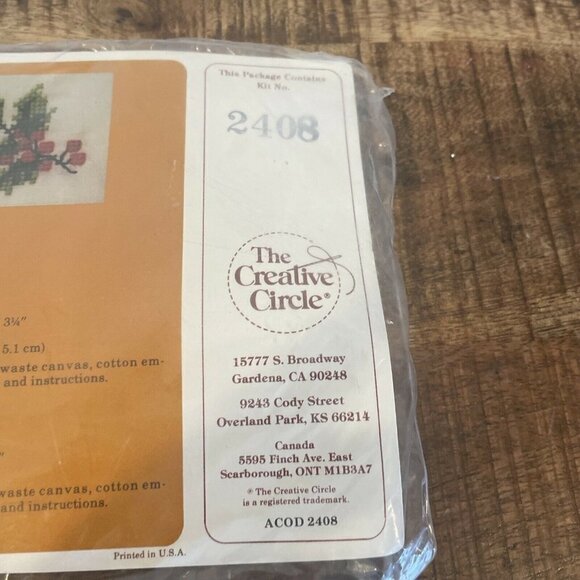 This Package Contains
Kit No.
2408
The
Creative
Circle®
3¼"
5.1 cm)
waste canvas, cotton em-
and instructions.
15777 S. Broadway
Gardena, CA 90248
9243 Cody Street
Overland Park, KS 66214
Canada
5595 Finch Ave. East
Scarborough, ONT M1B3A7
® The Creative Circle
is a registered trademark.
ACOD 2408
"
waste canvas, cotton em-
and instructions.
Printed in U.S.A.